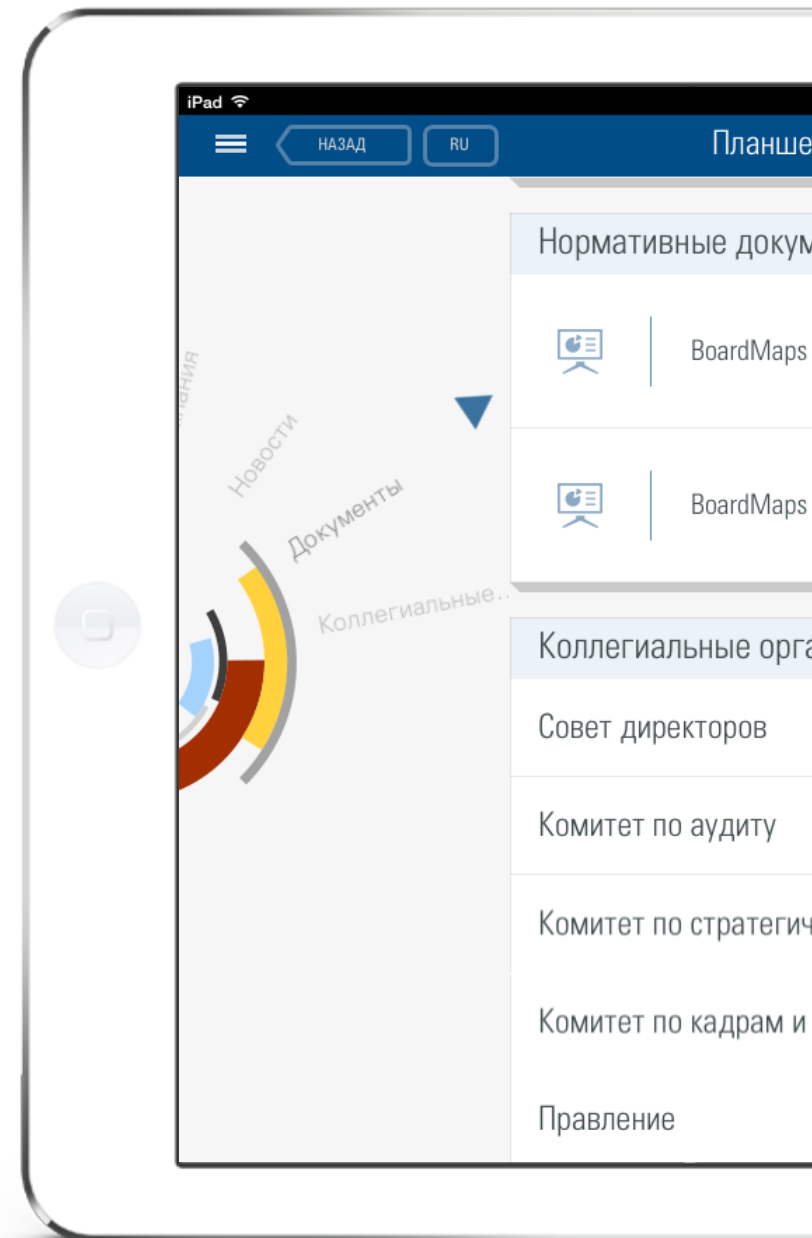 iPad
НАЗАД
RU
Планше
Нормативные докум
BoardMaps
BoardMaps
Новости
Документы
Коллегиальные..
Коллегиальные орга
Совет директоров
Комитет по аудиту
Комитет по стратегич
Комитет по кадрам и
Правление